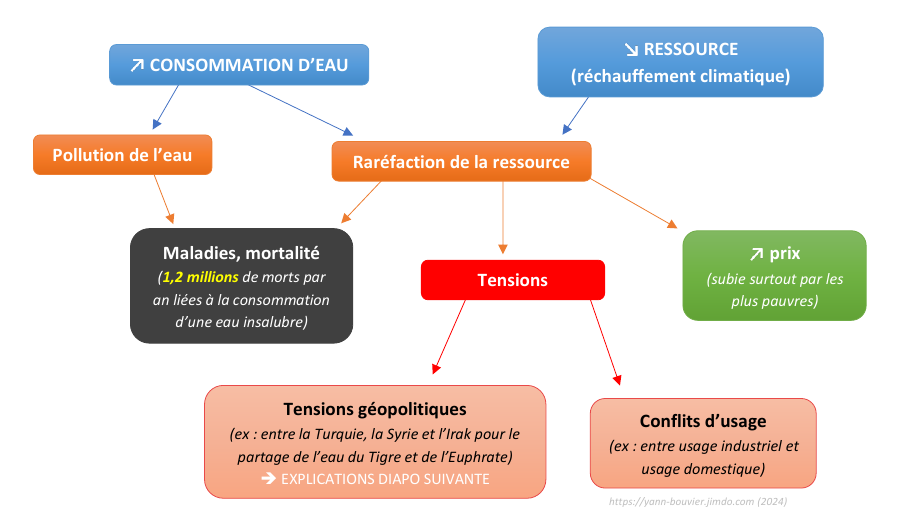 ↗ CONSOMMATION D’EAU
↘ RESSOURCE
(réchauffement climatique)
Pollution de l’eau
Raréfaction de la ressource
Maladies, mortalité
(1,2 millions de morts par
an liées à la consommation
d’une eau insalubre)
Tensions
↗ prix
(subie surtout par les
plus pauvres)
Tensions géopolitiques
(ex : entre la Turquie, la Syrie et l’Irak pour le
partage de l’eau du Tigre et de l’Euphrate)
➔ EXPLICATIONS DIAPO SUIVANTE
Conflits d’usage
(ex : entre usage industriel et
usage domestique)
https://yann-bouvier.jimdo.com (2024)